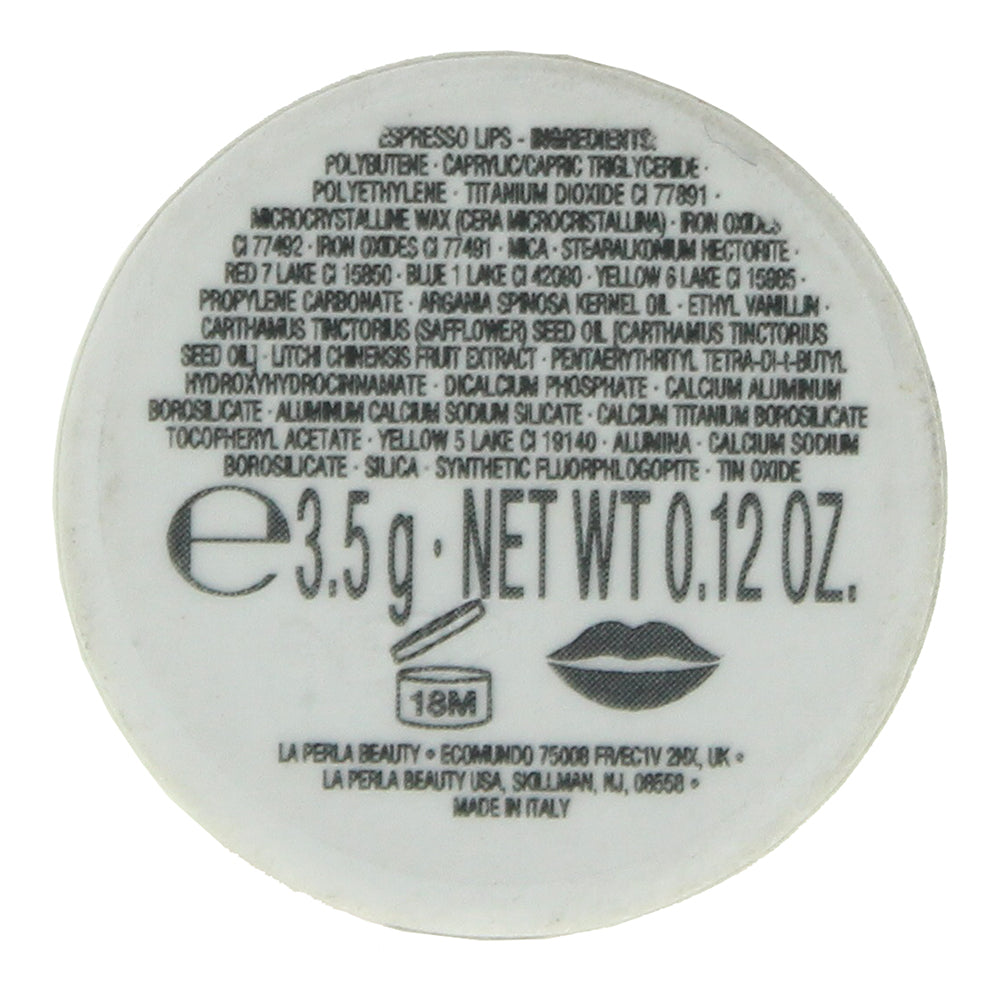 ESPRESSO LIPS - INGREDIENTS:
POLYBUTENE · CAPRYLIC/CAPRIC TRIGLYCERIDE ·
POLYETHYLENE · TITANIUM DIOXIDE CI 77891 ·
MICROCRYSTALLINE WAX (CERA MICROCRISTALLINA) · IRON OXIDES
CI 77492 · IRON OXIDES CI 77491 · MICA · STEARALKONIUM HECTORITE ·
RED 7 LAKE CI 15850 · BLUE 1 LAKE CI 42090 · YELLOW 6 LAKE CI 15985 ·
PROPYLENE CARBONATE · ARGANIA SPINOSA KERNEL OIL · ETHYL VANILLIN ·
CARTHAMUS TINCTORIUS (SAFFLOWER) SEED OIL [CARTHAMUS TINCTORIUS
SEED OIL] · LITCHI CHINENSIS FRUIT EXTRACT · PENTAERYTHRITYL TETRA-DI-t-BUTYL
HYDROXYHYDROCINNAMATE · DICALCIUM PHOSPHATE · CALCIUM ALUMINUM
BOROSILICATE · ALUMINUM CALCIUM SODIUM SILICATE · CALCIUM TITANIUM BOROSILICATE
TOCOPHERYL ACETATE · YELLOW 5 LAKE CI 19140 · ALUMINA · CALCIUM SODIUM
BOROSILICATE · SILICA · SYNTHETIC FLUORPHLOGOPITE · TIN OXIDE
e 3.5 g · NET WT 0.12 OZ.
18M
LA PERLA BEAUTY • ECOMUNDO 75008 FR/EC1V 2NX, UK •
LA PERLA BEAUTY USA, SKILLMAN, NJ, 08558 •
MADE IN ITALY